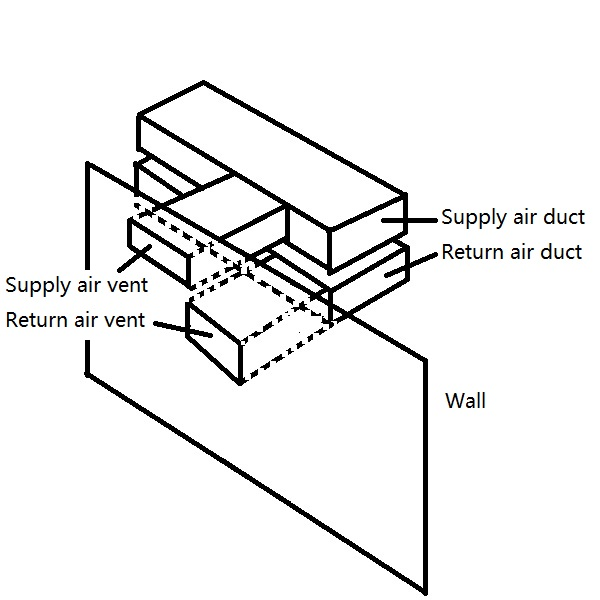 Supply air duct
Return air duct
Supply air vent
Return air vent
Wall